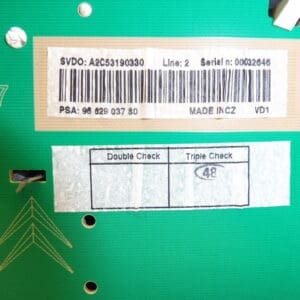 SVDO: A2C53190330 Line: 2 Serial n: 00032646
PSA: 96 629 037 80 MADE IN CZ VD1
Double Check Triple Check
48